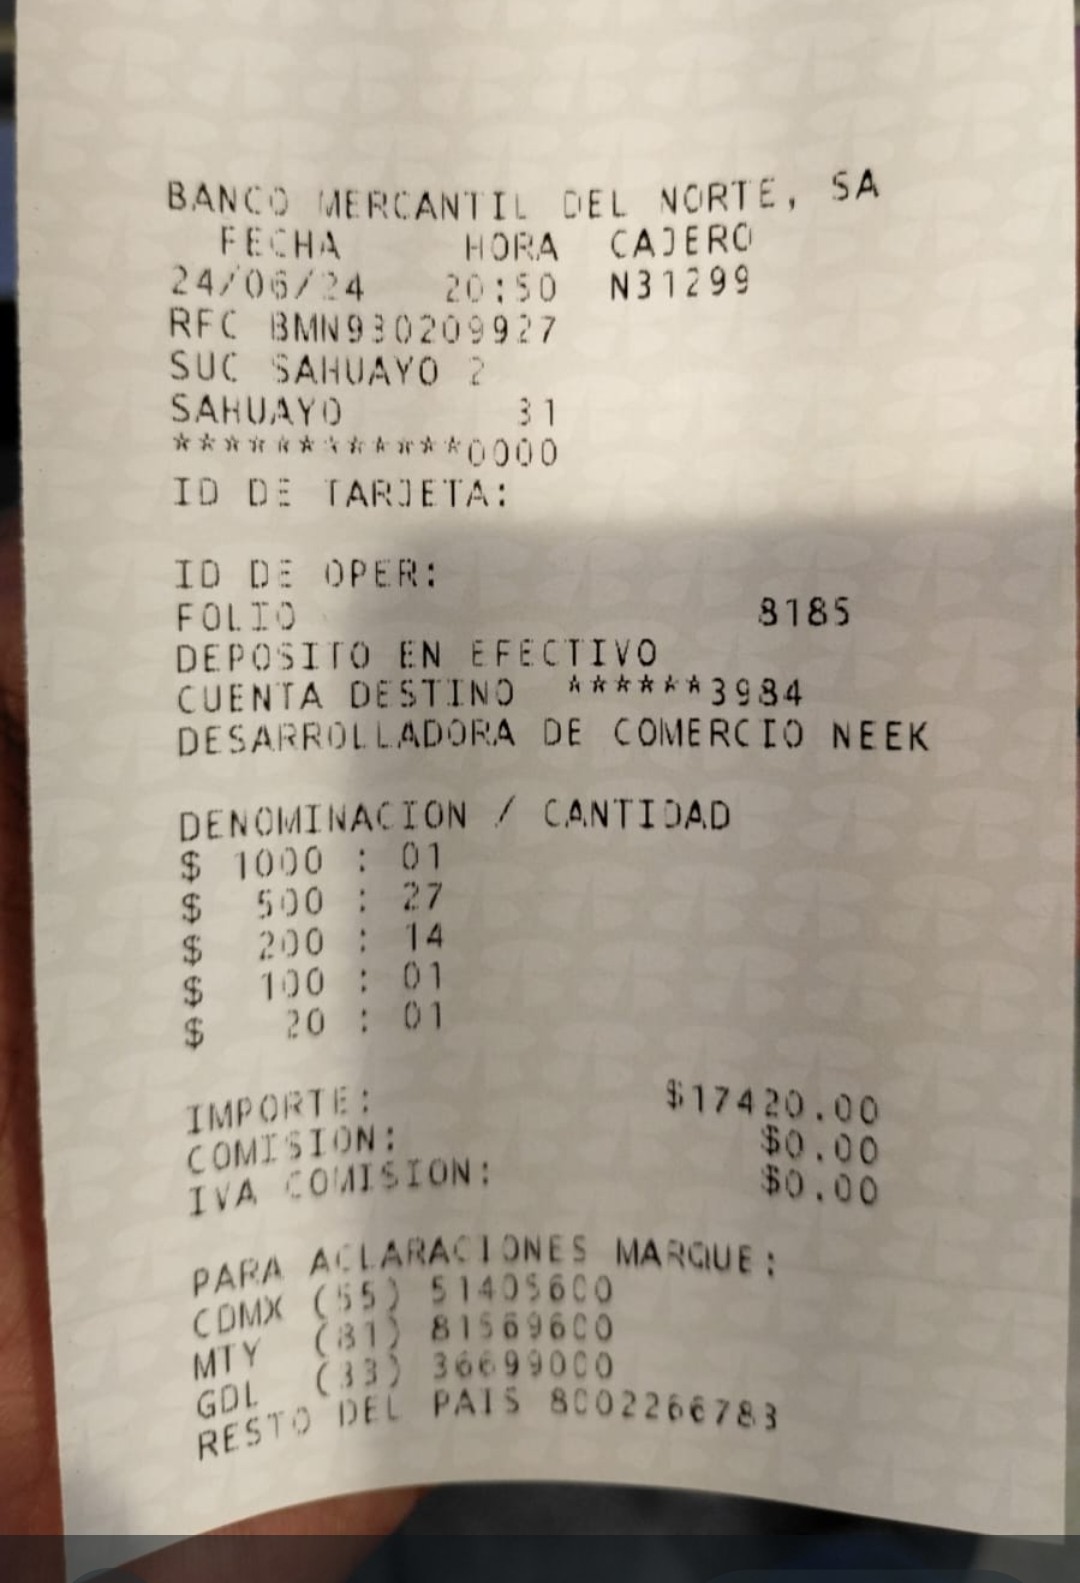 BANCO MERCANTIL DEL NORTE, SA
FECHA HORA CAJERO
24/06/24 20:50 N31299
RFC BMN930209927
SUC SAHUAYO 2
SAHUAYO 31
************0000
ID DE TARJETA:
ID DE OPER:
FOLIO 8185
DEPOSITO EN EFECTIVO
CUENTA DESTINO ******3984
DESARROLLADORA DE COMERCIO NEEK
DENOMINACION / CANTIDAD
$ 1000 : 01
$ 500 : 27
$ 200 : 14
$ 100 : 01
$ 20 : 01
IMPORTE: $17420.00
COMISION: $0.00
IVA COMISION: $0.00
PARA ACLARACIONES MARQUE:
CDMX (55) 51405600
MTY (81) 81569600
GDL (33) 36699000
RESTO DEL PAIS 8002266783